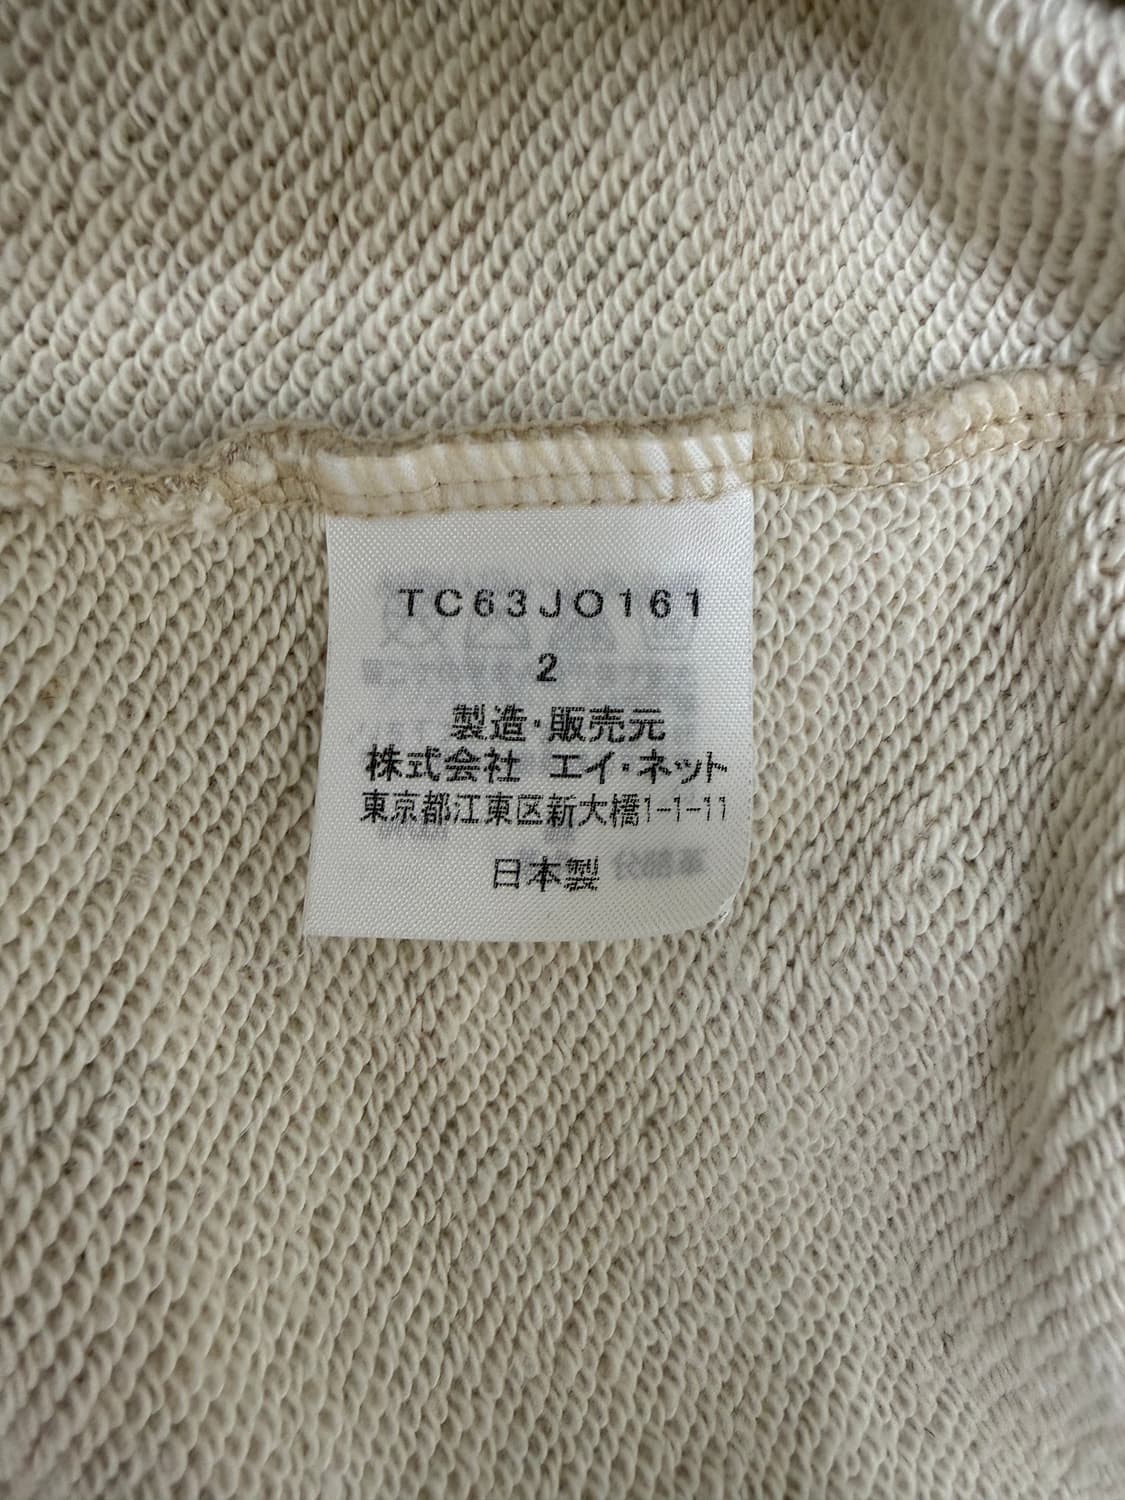 TC63JO161
2
製造・販売元
株式会社 エイ・ネット
東京都江東区新大橋1-1-11
日本製